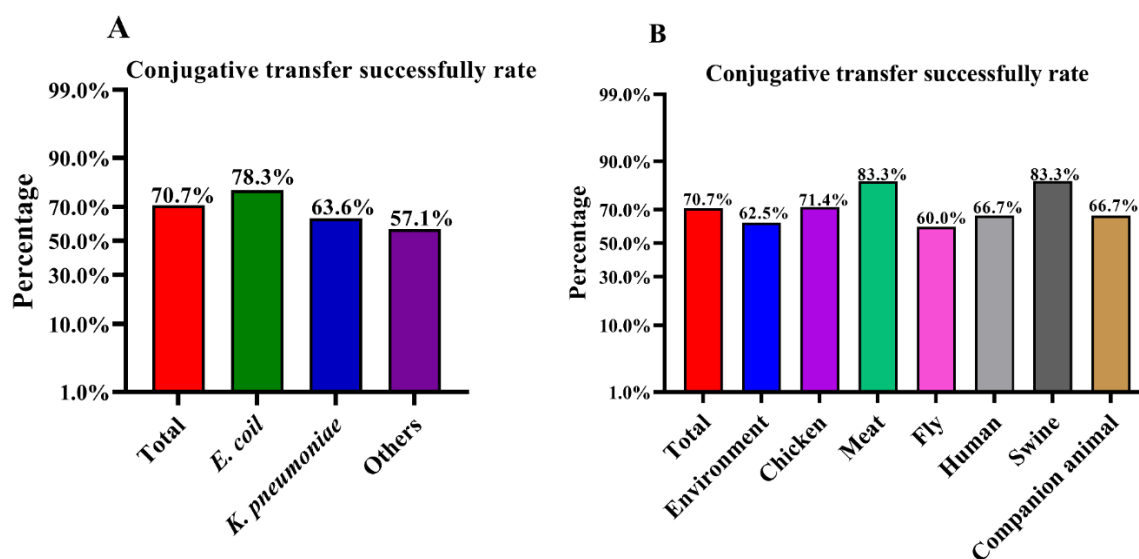 A
Conjugative transfer successfully rate
Percentage
99.0%
90.0%
70.0%
50.0%
30.0%
10.0%
1.0%
70.7%
78.3%
63.6%
57.1%
Total
E. coil
K. pneumoniae
Others
B
Conjugative transfer successfully rate
Percentage
99.0%
90.0%
70.0%
50.0%
30.0%
10.0%
1.0%
70.7%
62.5%
71.4%
83.3%
60.0%
66.7%
83.3%
66.7%
Total
Environment
Chicken
Meat
Fly
Human
Swine
Companion animal